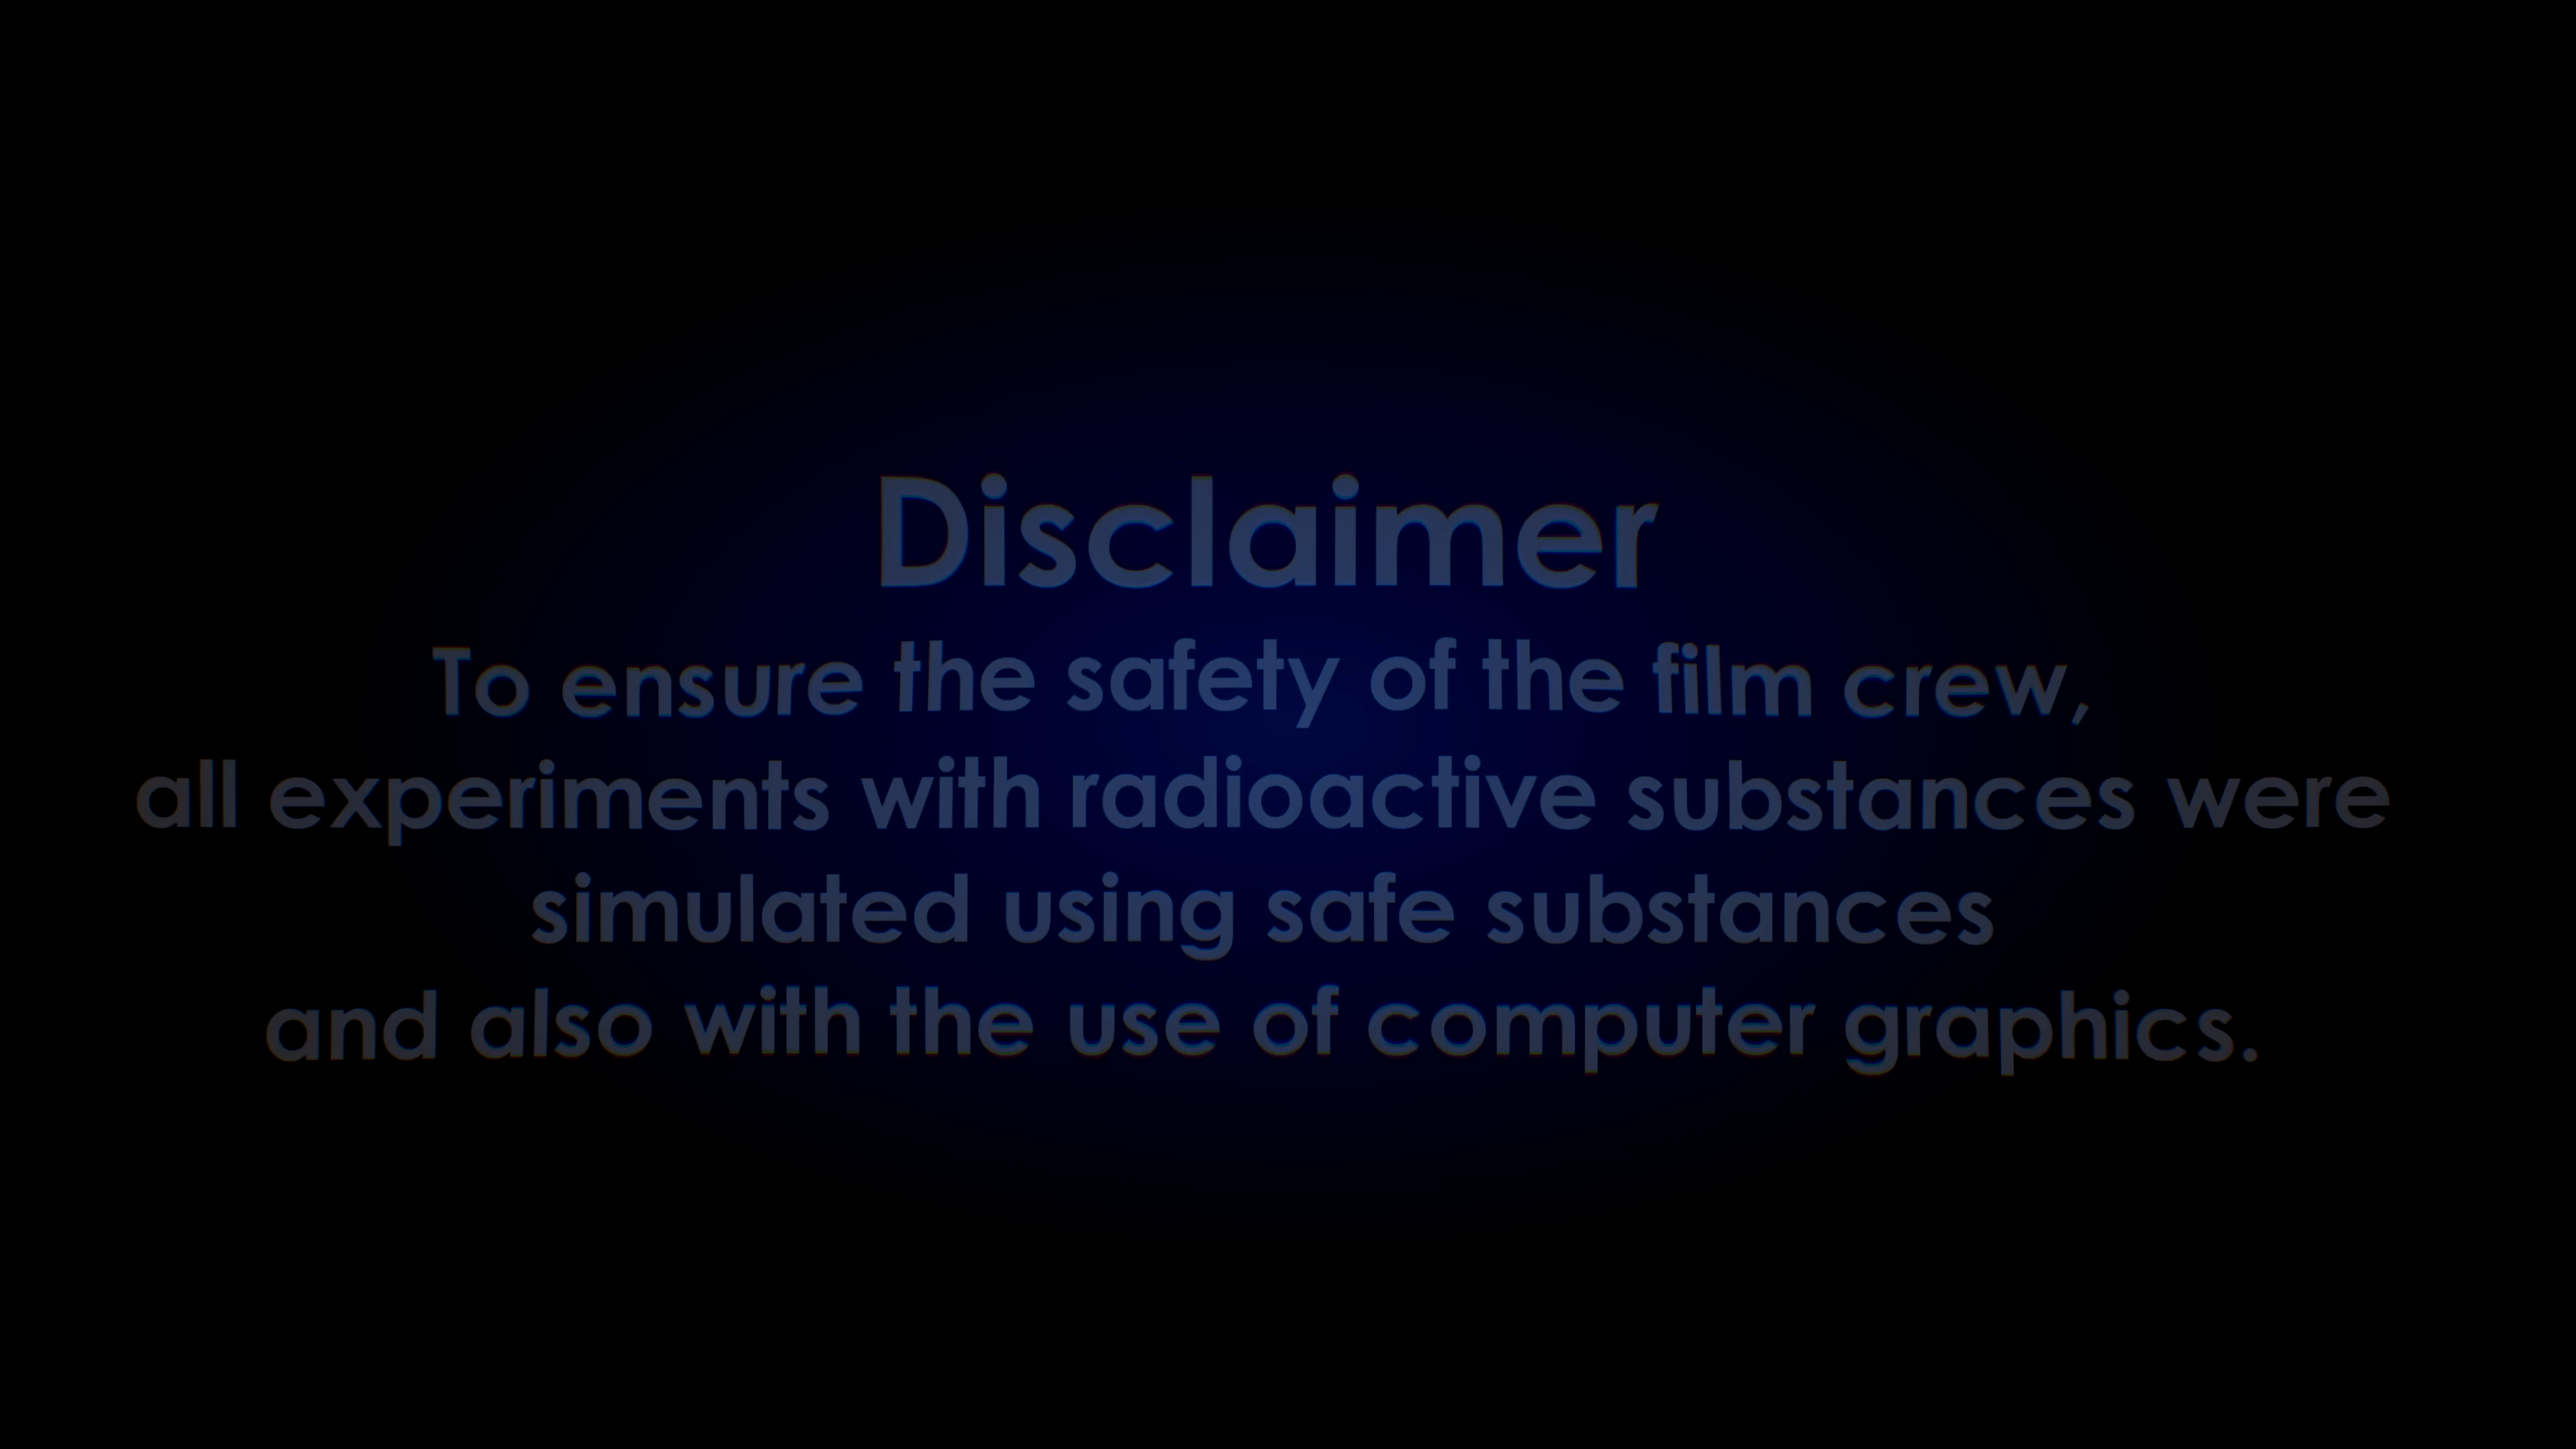 Disclaimer
To ensure the safety of the film crew,
all experiments with radioactive substances were
simulated using safe substances
and also with the use of computer graphics.